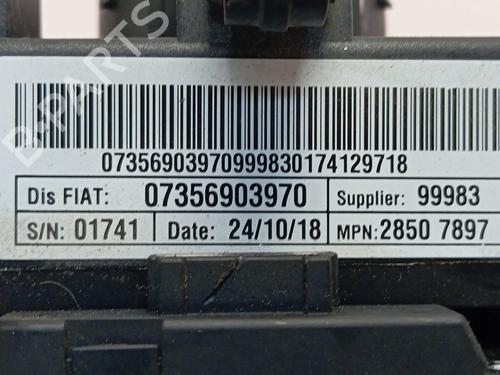 07356903970999830174129718
Dis FIAT: 07356903970 Supplier: 99983
S/N: 01741 Date: 24/10/18 MPN: 2850 7897
B-PARTS